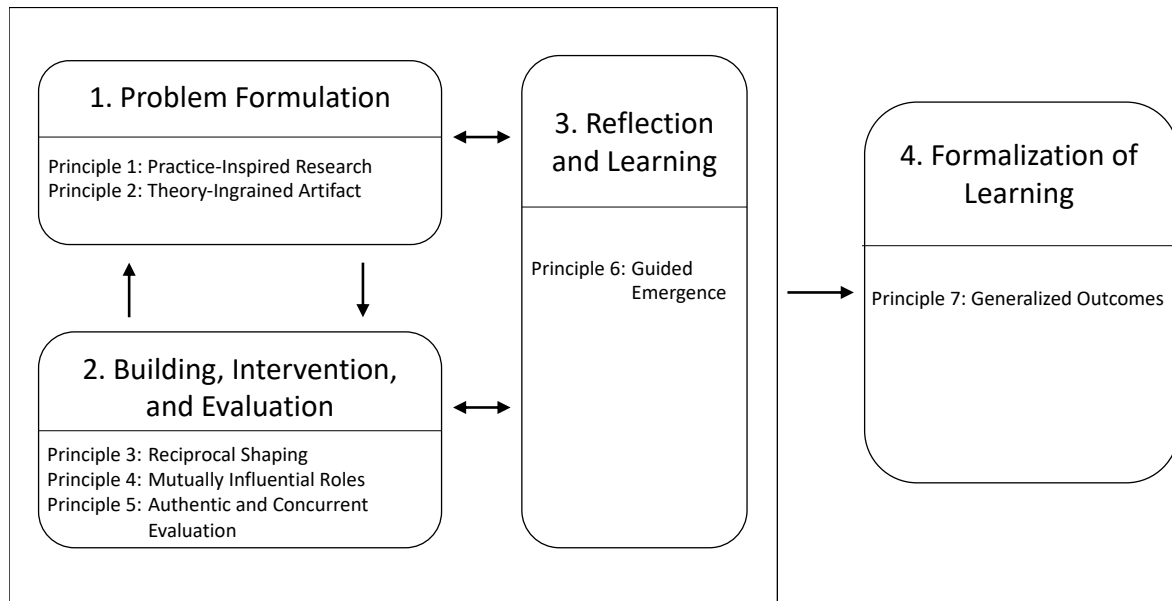 1. Problem Formulation
Principle 1: Practice-Inspired Research
Principle 2: Theory-Ingrained Artifact
2. Building, Intervention,
and Evaluation
Principle 3: Reciprocal Shaping
Principle 4: Mutually Influential Roles
Principle 5: Authentic and Concurrent
Evaluation
3. Reflection
and Learning
Principle 6: Guided
Emergence
4. Formalization of
Learning
Principle 7: Generalized Outcomes